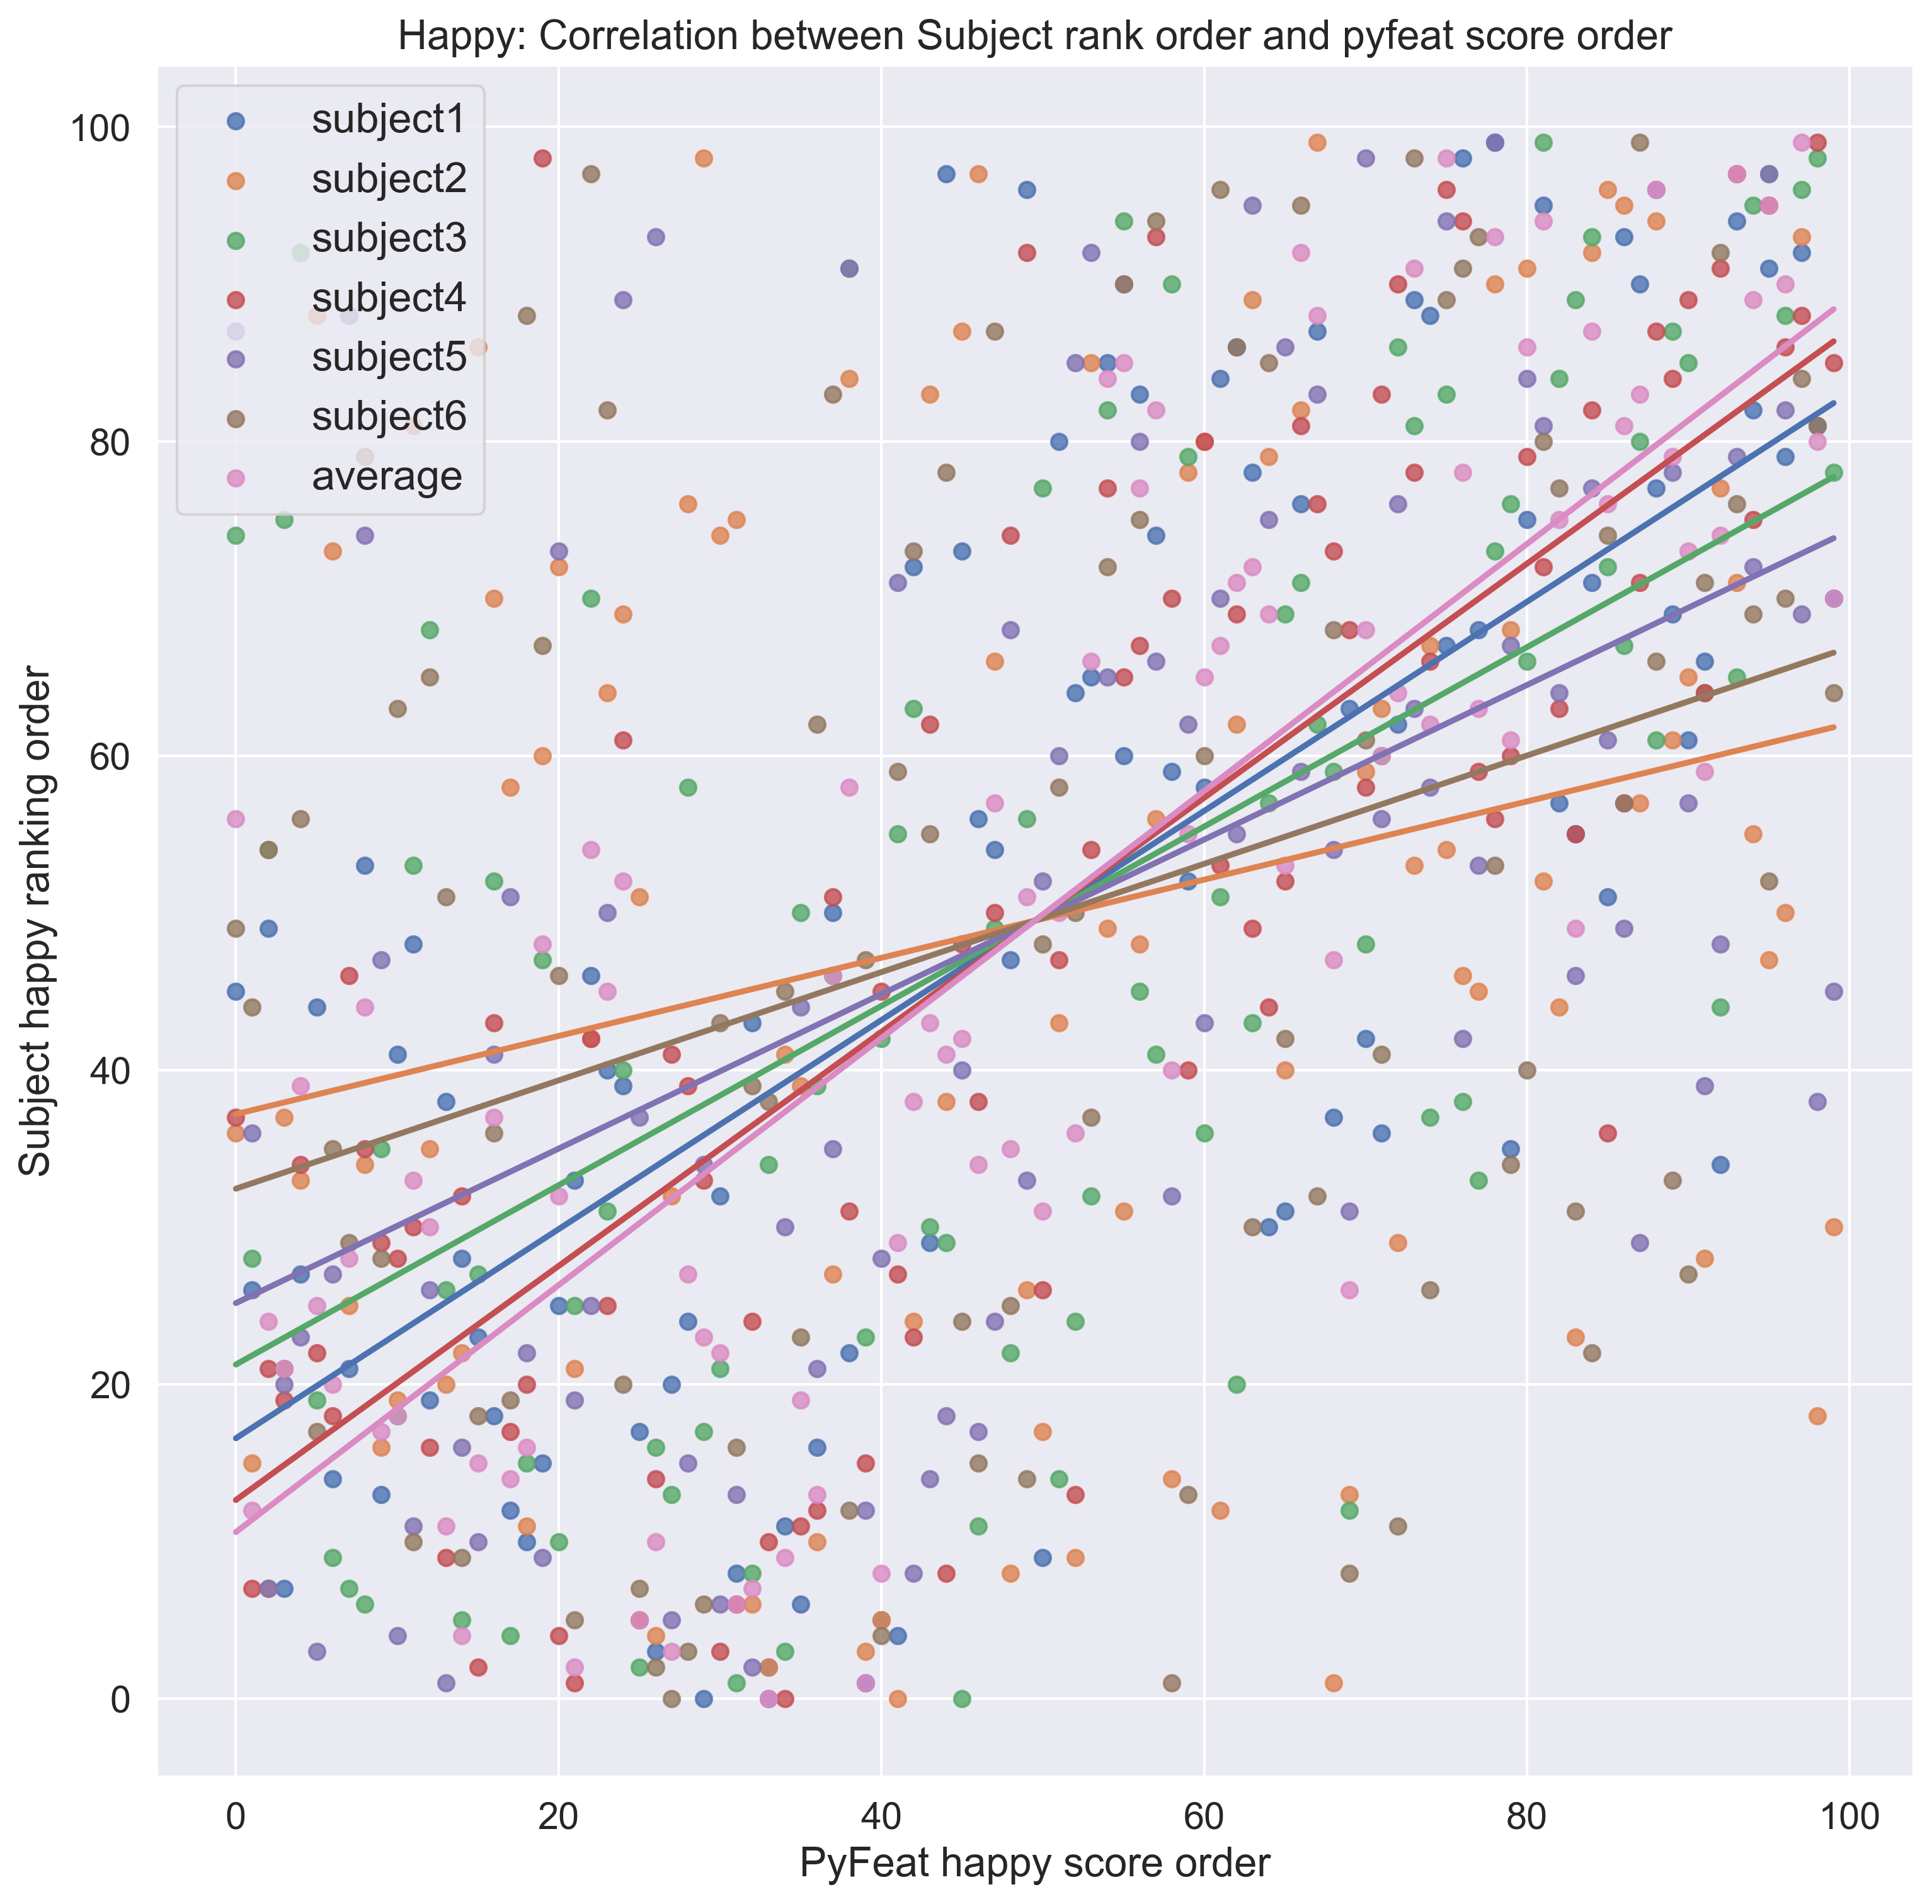 Happy: Correlation between Subject rank order and pyfeat score order
subject1
subject2
subject3
subject4
subject5
subject6
average
100
80
60
40
20
0
Subject happy ranking order
0 20 40 60 80 100
PyFeat happy score order